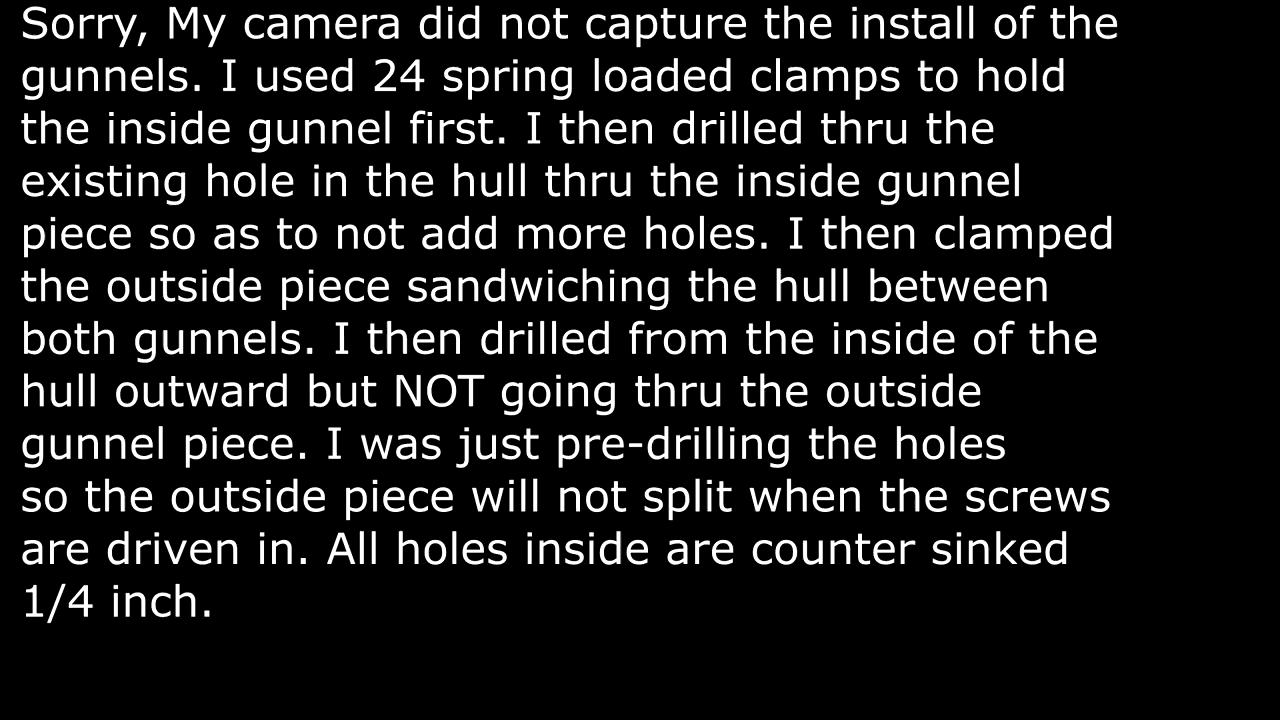 Sorry, My camera did not capture the install of the
gunnels. I used 24 spring loaded clamps to hold
the inside gunnel first. I then drilled thru the
existing hole in the hull thru the inside gunnel
piece so as to not add more holes. I then clamped
the outside piece sandwiching the hull between
both gunnels. I then drilled from the inside of the
hull outward but NOT going thru the outside
gunnel piece. I was just pre-drilling the holes
so the outside piece will not split when the screws
are driven in. All holes inside are counter sinked
1/4 inch.